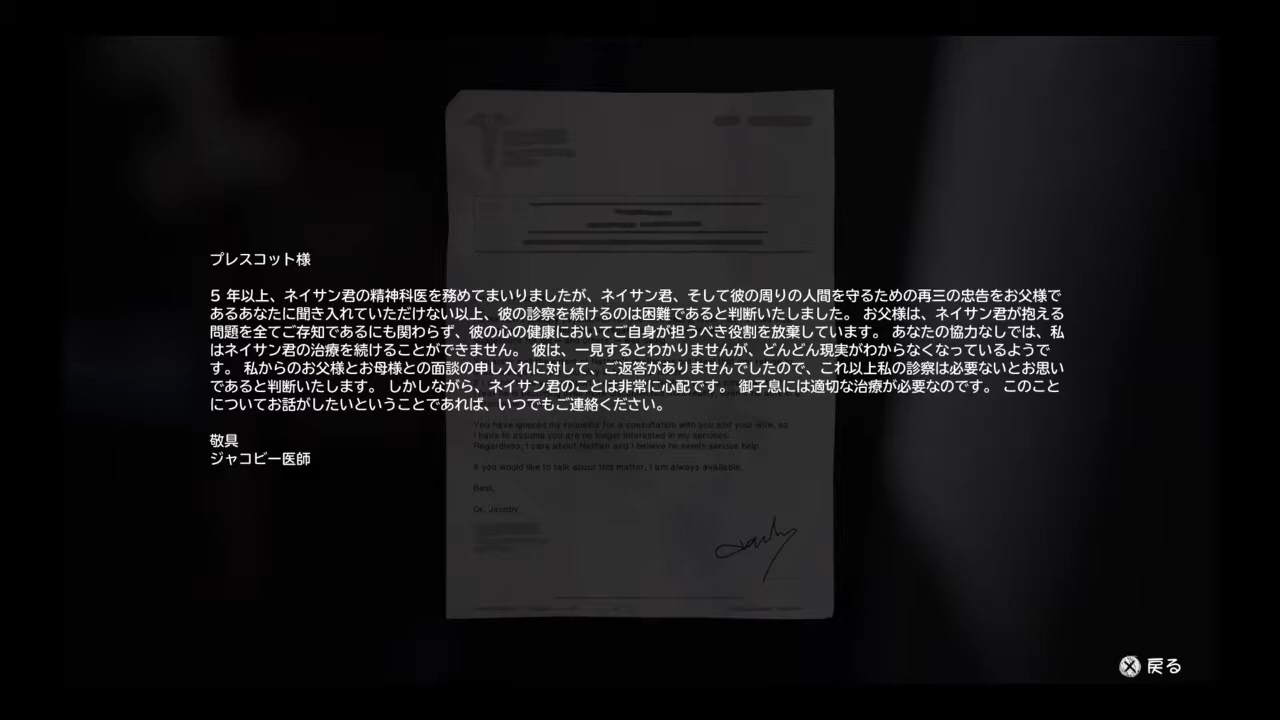 プレスコット様
5 年以上、ネイサン君の精神科医を務めてまいりましたが、ネイサン君、そして彼の周りの人間を守るための再三の忠告をお父様で
あるあなたに聞き入れていただけない以上、彼の診察を続けるのは困難であると判断いたしました。 お父様は、ネイサン君が抱える
問題を全てご存知であるにも関わらず、彼の心の健康においてご自身が担うべき役割を放棄しています。 あなたの協力なしでは、私
はネイサン君の治療を続けることができません。 彼は、一見するとわかりませんが、どんどん現実がわからなくなっているようで
す。 私からのお父様とお母様との面談の申し入れに対して、ご返答がありませんでしたので、これ以上私の診察は必要ないとお思い
であると判断いたします。 しかしながら、ネイサン君のことは非常に心配です。 御子息には適切な治療が必要なのです。 このこと
についてお話がしたいということであれば、いつでもご連絡ください。
敬具
ジャコビー医師
You have ignored my requests for a consultation with you and your wife, so
I have to assume you are no longer interested in my services.
Regardless, I care about Nathan and I believe he needs serious help.
If you would like to talk about this matter, I am always available.
Best,
Dr. Jacoby
戻る